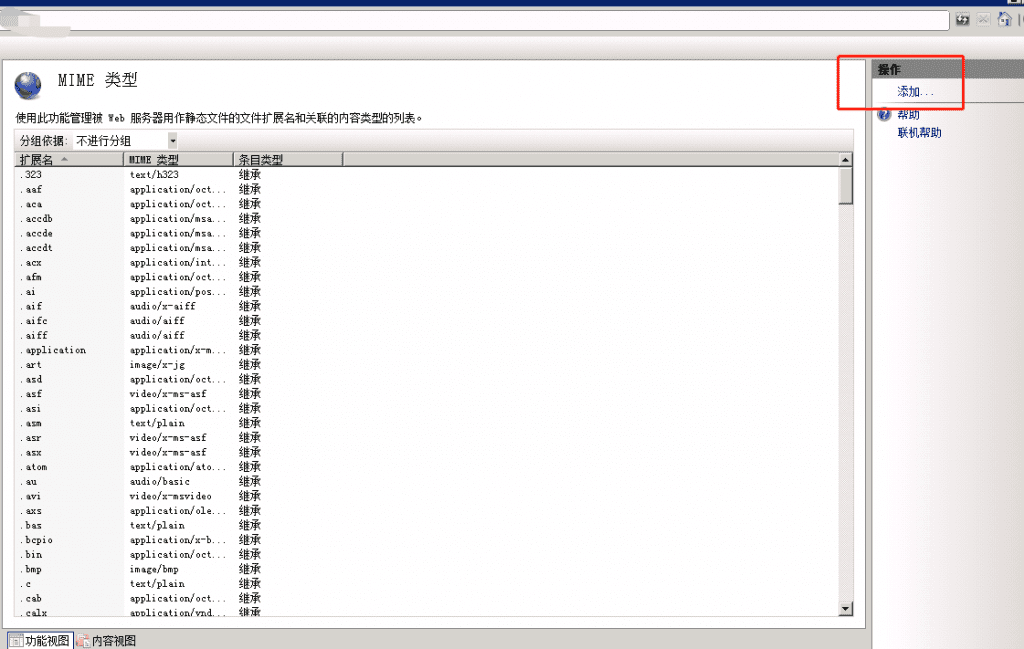 MIME 类型
使用此功能管理被 Web 服务器用作静态文件的文件扩展名和关联的内容类型的列表。
分组依据: 不进行分组
扩展名 MIME 类型 条目类型
.323 text/h323 继承
.aaf application/oct... 继承
.aca application/oct... 继承
.accdb application/msa... 继承
.accde application/msa... 继承
.accdt application/msa... 继承
.acx application/int... 继承
.afm application/oct... 继承
.ai application/pos... 继承
.aif audio/x-aiff 继承
.aifc audio/aiff 继承
.aiff audio/aiff 继承
.application application/x-m... 继承
.art image/x-jg 继承
.asd application/oct... 继承
.asf video/x-ms-asf 继承
.asi application/oct... 继承
.asm text/plain 继承
.asr video/x-ms-asf 继承
.asx video/x-ms-asf 继承
.atom application/ato... 继承
.au audio/basic 继承
.avi video/x-msvideo 继承
.axs application/ole... 继承
.bas text/plain 继承
.bcpio application/x-b... 继承
.bin application/oct... 继承
.bmp image/bmp 继承
.c text/plain 继承
.cab application/oct... 继承
.calx application/vnd... 继承
功能视图 内容视图
操作
添加...
帮助
联机帮助